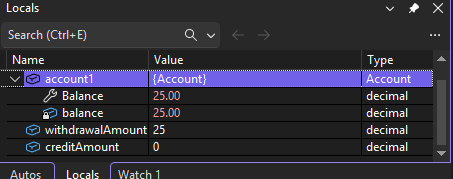 Locals
Search (Ctrl+E)
Name Value Type
account1 {Account} Account
Balance 25.00 decimal
balance 25.00 decimal
withdrawalAmount 25 decimal
creditAmount 0 decimal
Autos Locals Watch 1